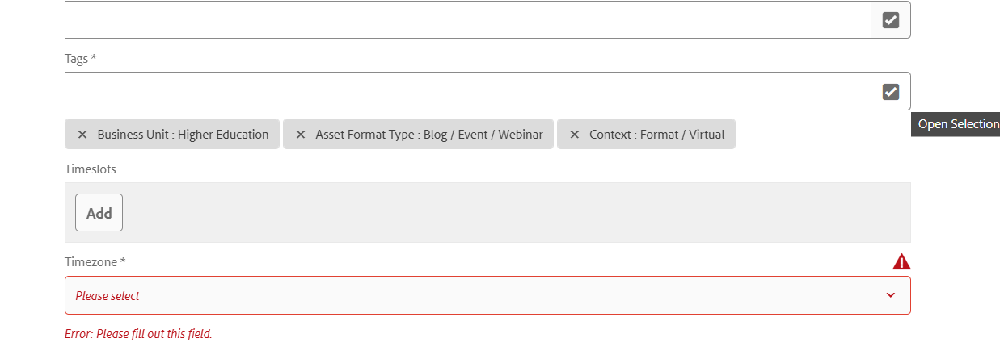 Tags *
✕ Business Unit : Higher Education ✕ Asset Format Type : Blog / Event / Webinar ✕ Context : Format / Virtual
Open Selection
Timeslots
Add
Timezone *
Please select
Error: Please fill out this field.